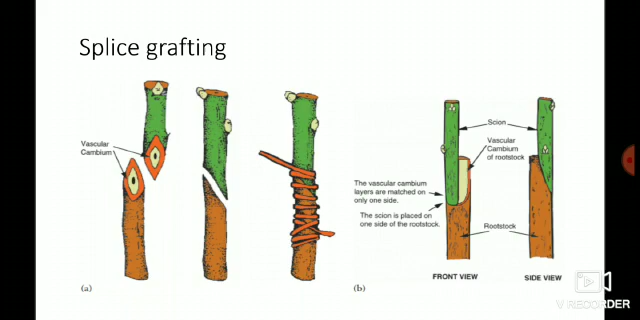 Splice grafting
Vascular
Cambium
(a)
Scion
Vascular
Cambium
of rootstock
The vascular cambium
layers are matched on
only one side.
The scion is placed on
one side of the rootstock.
Rootstock
FRONT VIEW
SIDE VIEW
(b)
V RECORDER